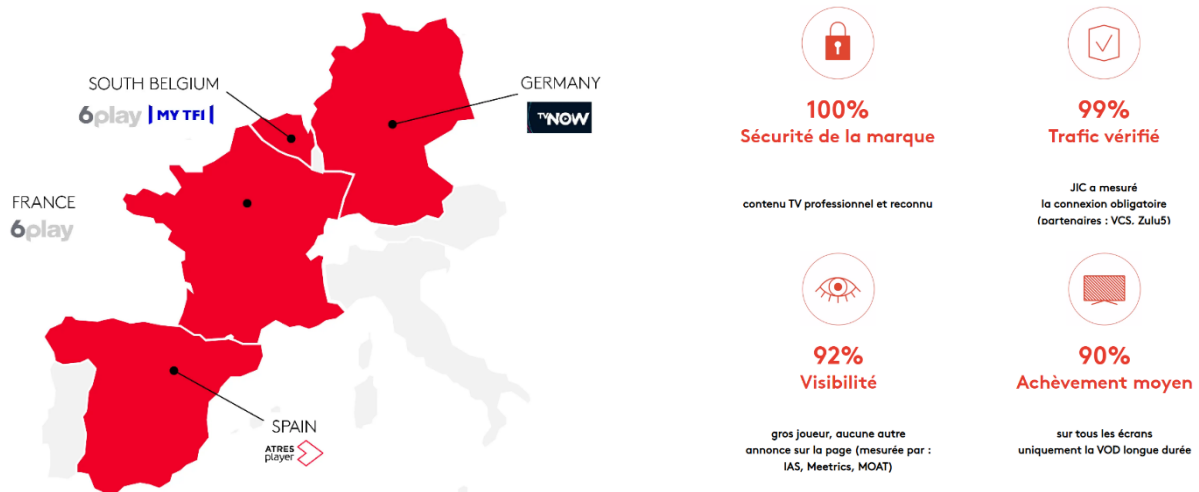 SOUTH BELGIUM
6play MY TF1
GERMANY
TVNOW
FRANCE
6play
SPAIN
ATRES
player
100%
Sécurité de la marque
contenu TV professionnel et reconnu
99%
Trafic vérifié
JIC a mesuré
la connexion obligatoire
(partenaires : VCS, Zulu5)
92%
Visibilité
gros joueur, aucune autre
annonce sur la page (mesurée par :
IAS, Meetrics, MOAT)
90%
Achèvement moyen
sur tous les écrans
uniquement la VOD longue durée